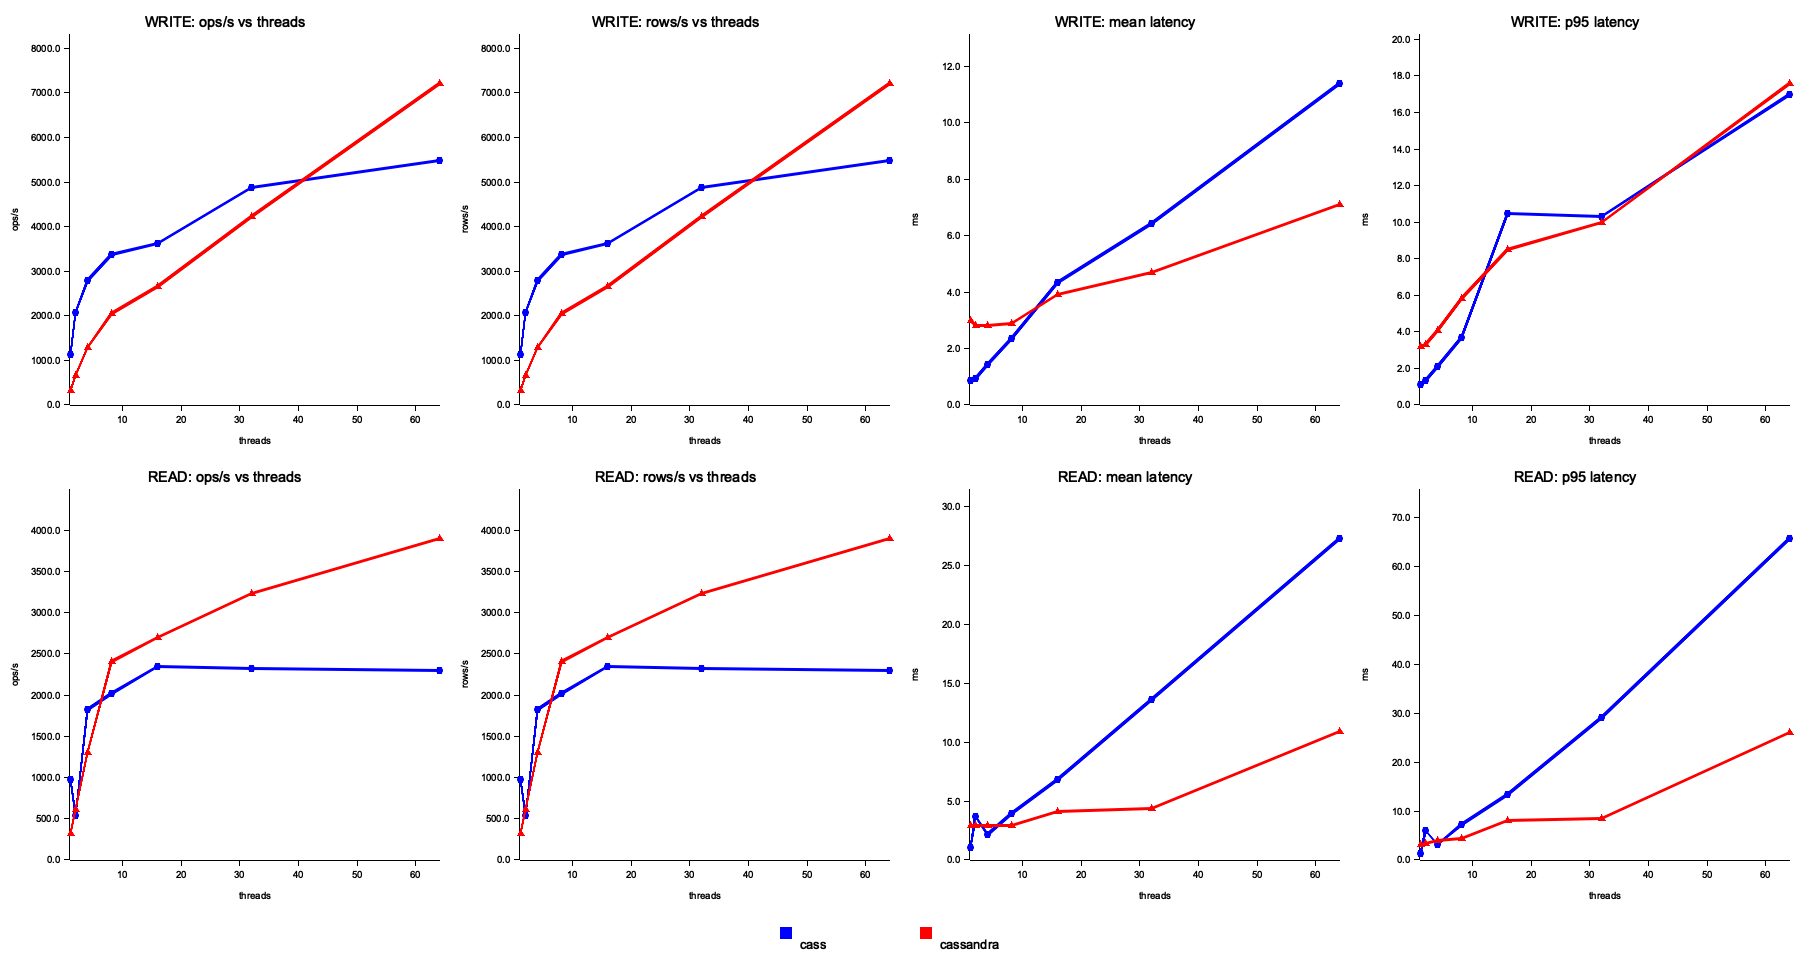 WRITE: ops/s vs threads
8000.0
7000.0
6000.0
5000.0
4000.0
3000.0
2000.0
1000.0
0.0
ops/s
10 20 30 40 50 60
threads
WRITE: rows/s vs threads
8000.0
7000.0
6000.0
5000.0
4000.0
3000.0
2000.0
1000.0
0.0
rows/s
10 20 30 40 50 60
threads
WRITE: mean latency
12.0
12.0
8.0
6.0
4.0
2.0
0.0
ms
10 20 30 40 50 60
threads
WRITE: p95 latency
20.0
18.0
16.0
14.0
12.0
10.0
8.0
6.0
4.0
2.0
0.0
ms
10 20 30 40 50 60
threads
READ: ops/s vs threads
4000.0
3500.0
3000.0
2500.0
2000.0
1500.0
1000.0
500.0
0.0
ops/s
10 20 30 40 50 60
threads
READ: rows/s vs threads
4000.0
3500.0
3000.0
2500.0
2000.0
1500.0
1000.0
500.0
0.0
rows/s
10 20 30 40 50 60
threads
READ: mean latency
30.0
25.0
20.0
15.0
10.0
5.0
0.0
ms
10 20 30 40 50 60
threads
READ: p95 latency
70.0
60.0
50.0
40.0
30.0
20.0
10.0
0.0
ms
10 20 30 40 50 60
threads
cass
cassandra